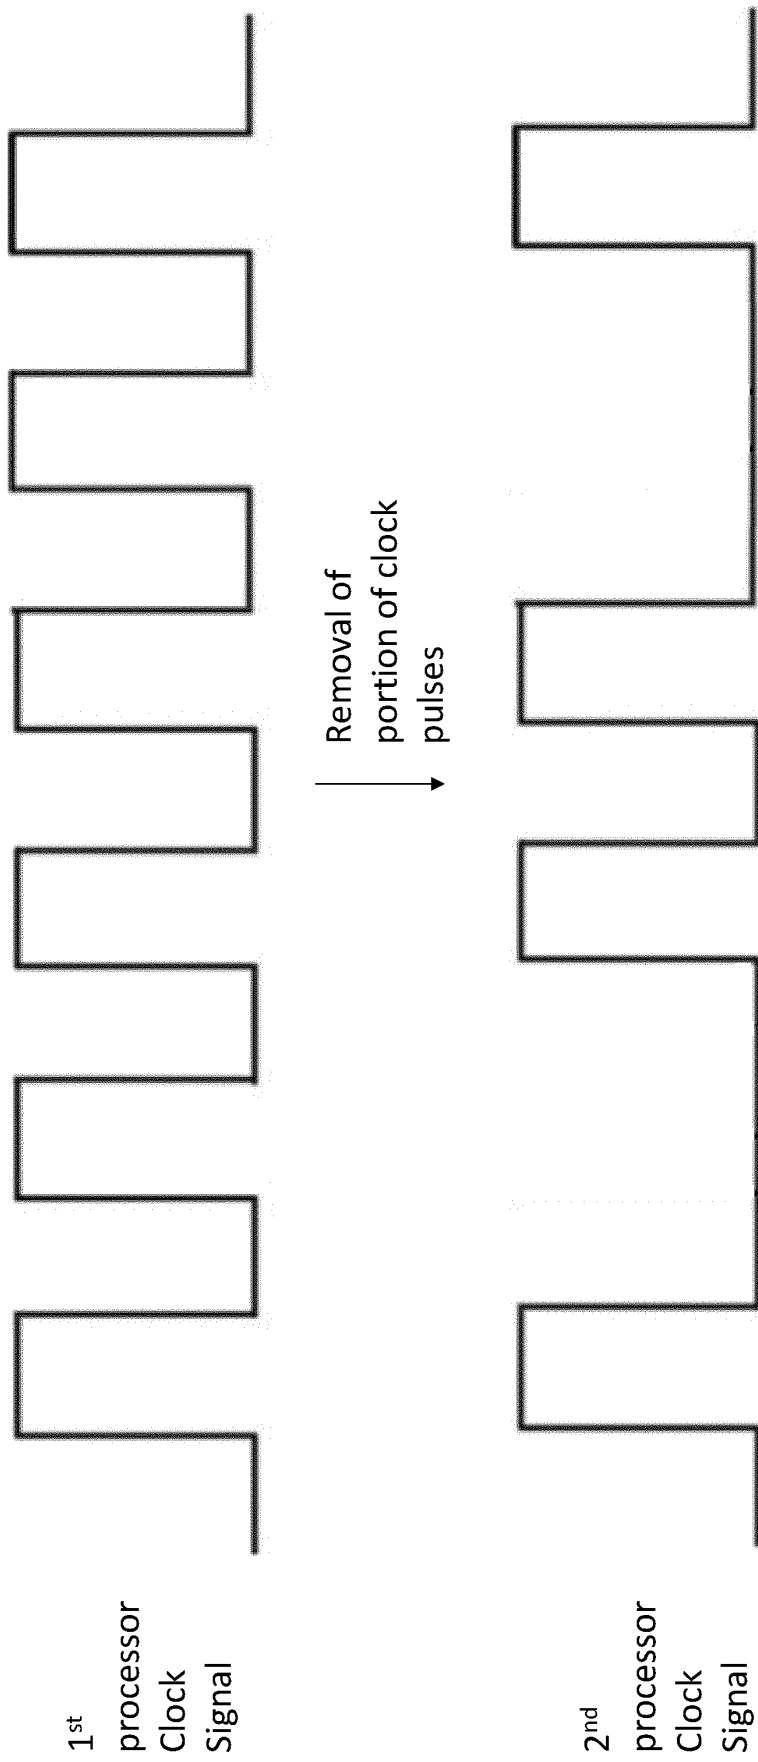 1st
processor
Clock
Signal
Removal of
portion of clock
pulses
2nd
processor
Clock
Signal